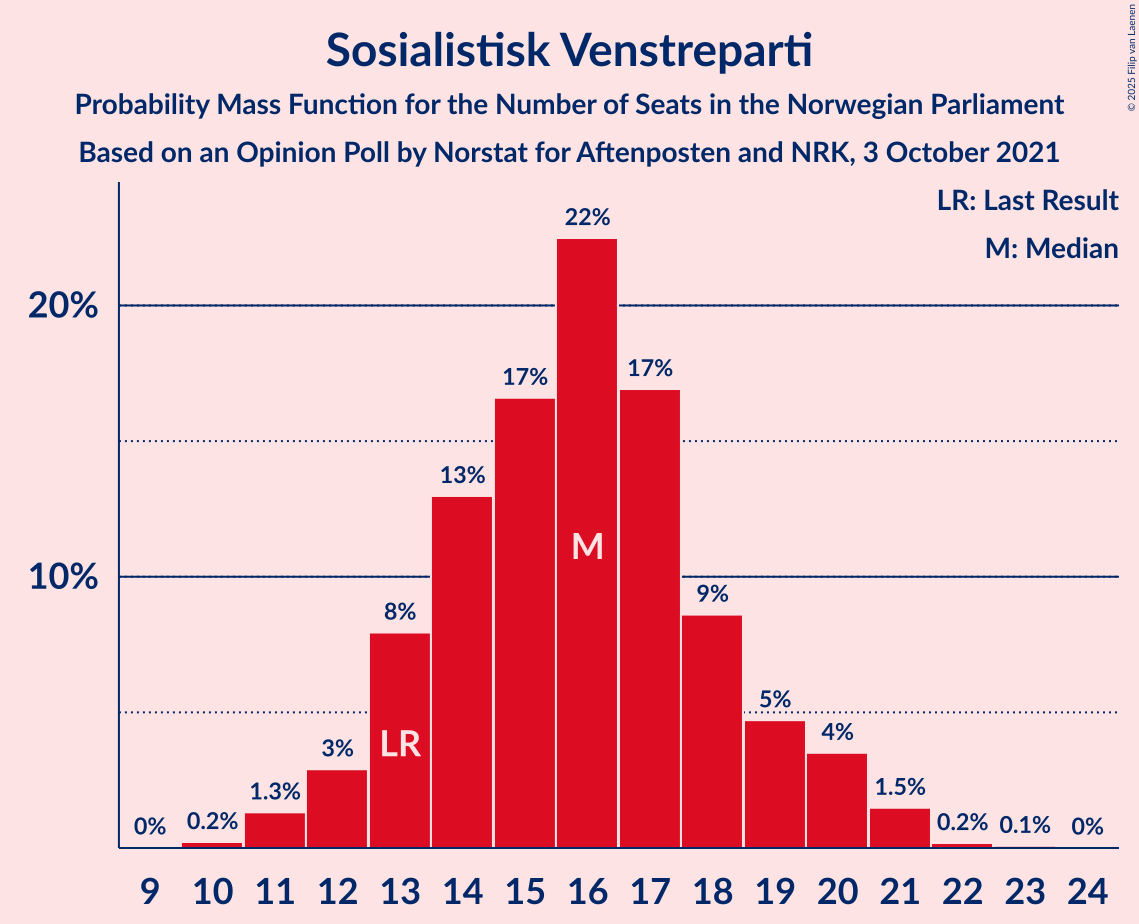 Sosialistisk Venstreparti
Probability Mass Function for the Number of Seats in the Norwegian Parliament
Based on an Opinion Poll by Norstat for Aftenposten and NRK, 3 October 2021
© 2025 Filip van Laenen
LR: Last Result
M: Median
20%
10%
0%
0.2%
1.3%
3%
8%
13%
17%
22%
17%
9%
5%
4%
1.5%
0.2%
0.1%
0%
LR
M
9 10 11 12 13 14 15 16 17 18 19 20 21 22 23 24